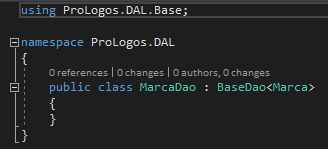 using ProLogos.DAL.Base;
namespace ProLogos.DAL
{
0 references | 0 changes | 0 authors, 0 changes
public class MarcaDao : BaseDao<Marca>
{
}
}